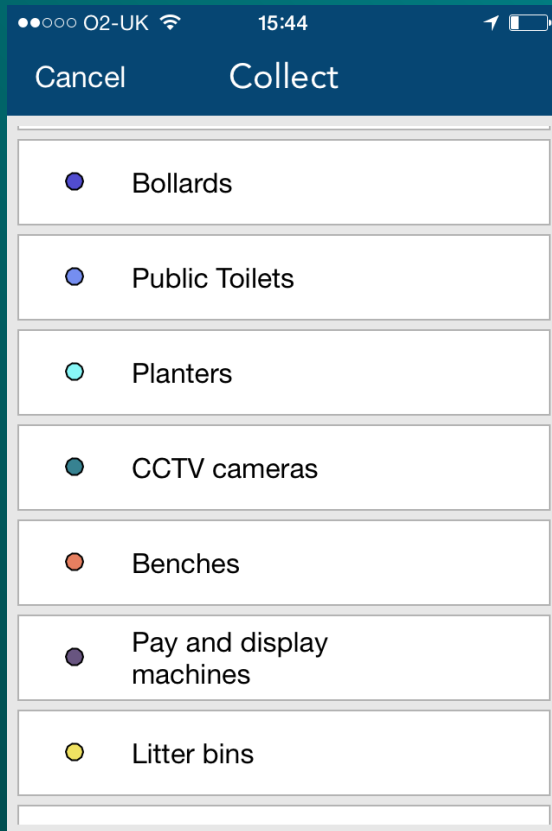 O2-UK 15:44
Cancel Collect
Bollards
Public Toilets
Planters
CCTV cameras
Benches
Pay and display
machines
Litter bins